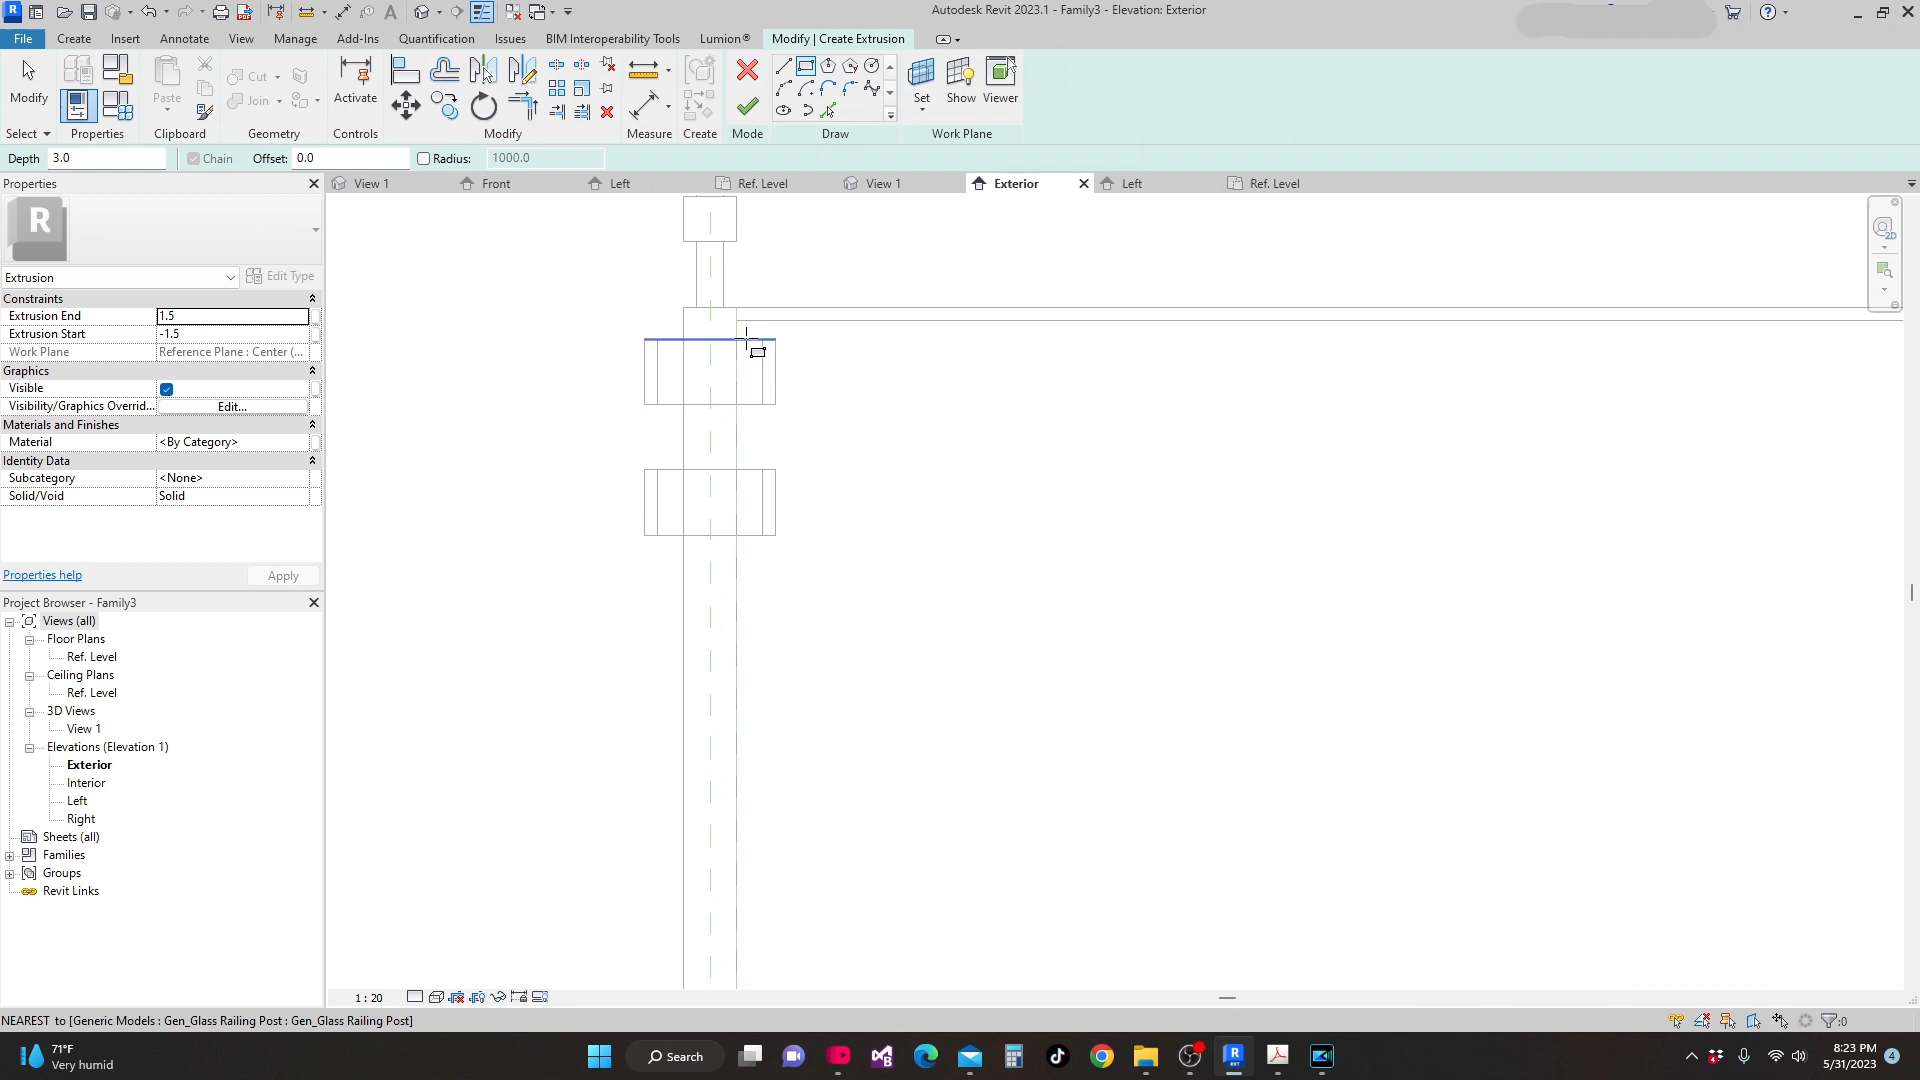 Autodesk Revit 2023.1 - Family3 - Elevation: Exterior
File Create Insert Annotate View Manage Add-Ins Quantification Issues BIM Interoperability Tools Lumion® Modify | Create Extrusion
Modify Paste Cut Join Activate Set Show Viewer
Select Properties Clipboard Geometry Controls Modify Measure Create Mode Draw Work Plane
Depth 3.0 Chain Offset: 0.0 Radius: 1000.0
Properties
View 1 Front Left Ref. Level View 1 Exterior Left Ref. Level
R
2D
Extrusion Edit Type
Constraints
Extrusion End 1.5
Extrusion Start -1.5
Work Plane Reference Plane : Center (...
Graphics
Visible
Visibility/Graphics Overrid... Edit...
Materials and Finishes
Material <By Category>
Identity Data
Subcategory <None>
Solid/Void Solid
Properties help Apply
Project Browser - Family3
Views (all)
Floor Plans
Ref. Level
Ceiling Plans
Ref. Level
3D Views
View 1
Elevations (Elevation 1)
Exterior
Interior
Left
Right
Sheets (all)
Families
Groups
Revit Links
1 : 20
NEAREST to [Generic Models : Gen_Glass Railing Post : Gen_Glass Railing Post]
:0
71°F
Very humid
Search
8:23 PM
5/31/2023
4